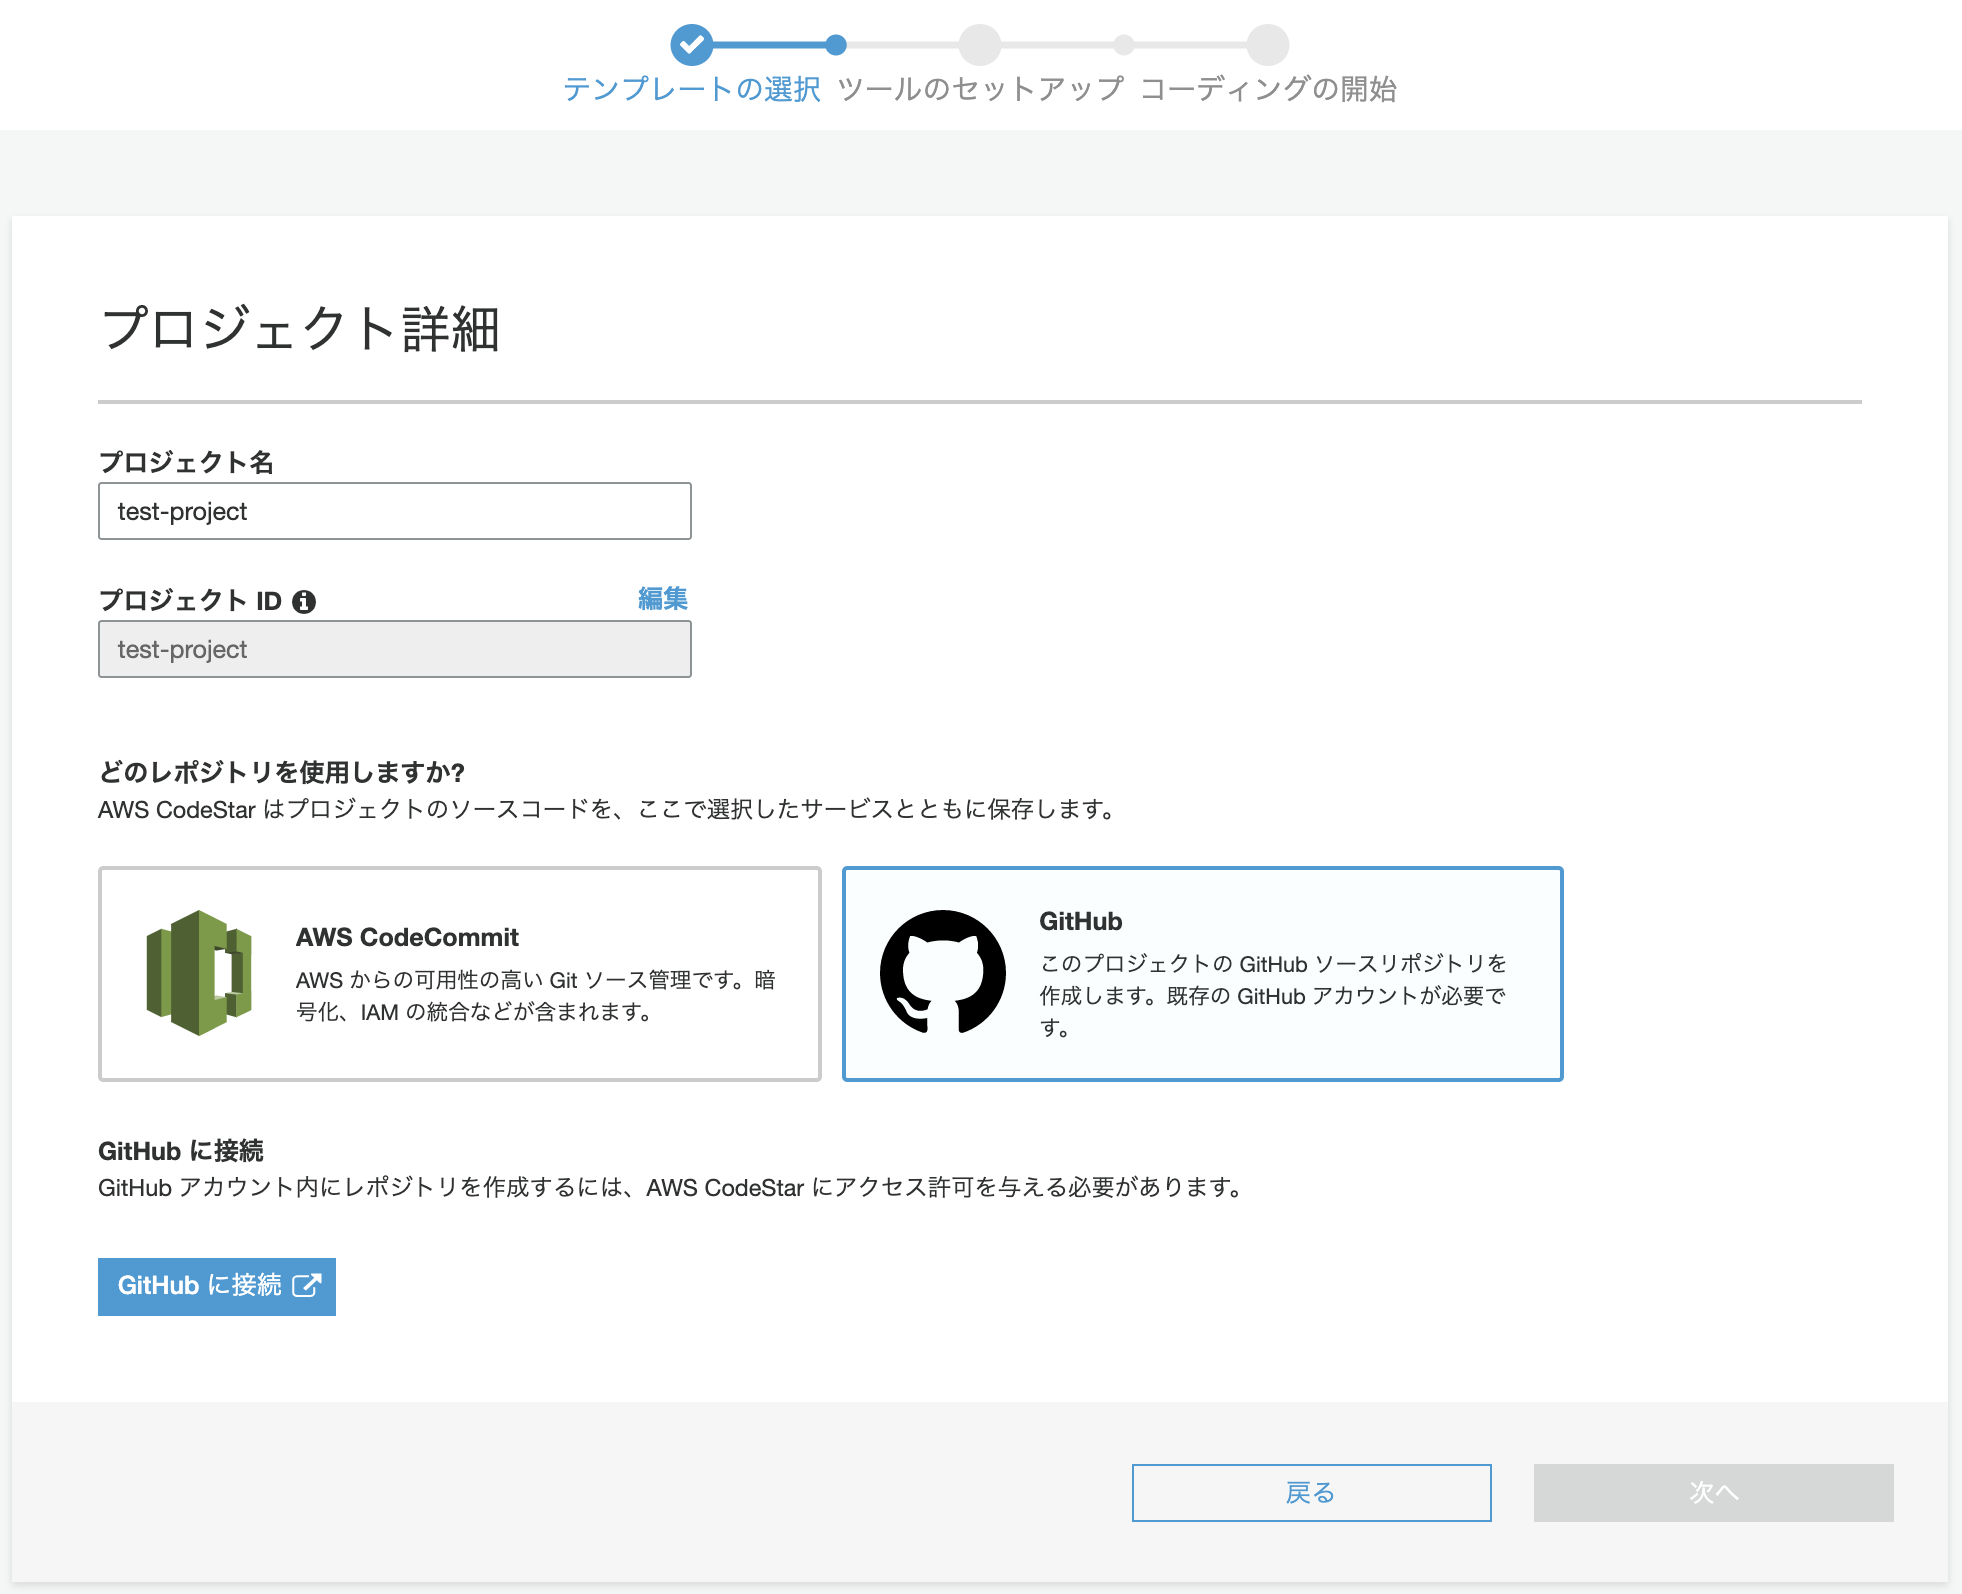 テンプレートの選択 ツールのセットアップ コーディングの開始
プロジェクト詳細
プロジェクト名
test-project
プロジェクト ID 編集
test-project
どのレポジトリを使用しますか?
AWS CodeStar はプロジェクトのソースコードを、ここで選択したサービスとともに保存します。
AWS CodeCommit
AWS からの可用性の高い Git ソース管理です。暗
号化、IAM の統合などが含まれます。
GitHub
このプロジェクトの GitHub ソースリポジトリを
作成します。既存の GitHub アカウントが必要で
す。
GitHub に接続
GitHub アカウント内にレポジトリを作成するには、AWS CodeStar にアクセス許可を与える必要があります。
GitHub に接続
戻る 次へ